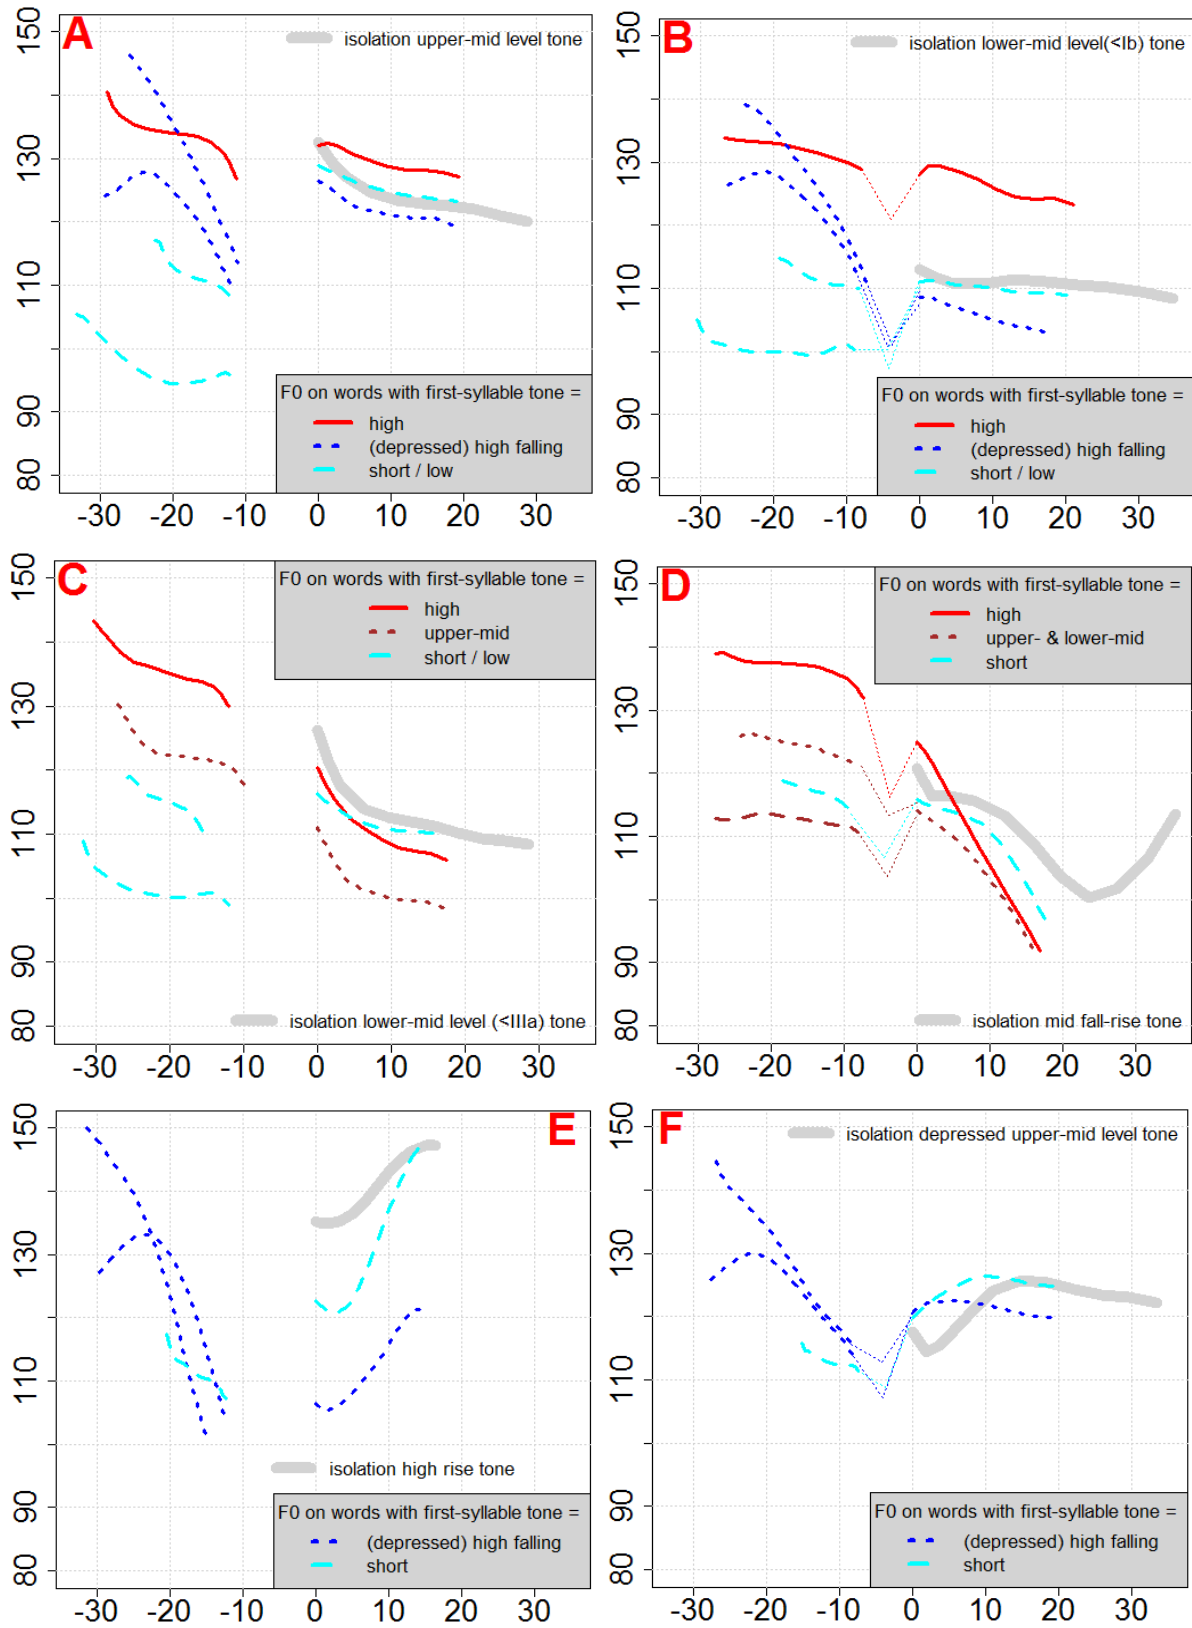 A
isolation upper-mid level tone
150
130
110
90
80
F0 on words with first-syllable tone =
high
(depressed) high falling
short / low
-30 -20 -10 0 10 20 30
B
isolation lower-mid level(<Ib) tone
150
130
110
90
80
F0 on words with first-syllable tone =
high
(depressed) high falling
short / low
-30 -20 -10 0 10 20 30
C
F0 on words with first-syllable tone =
high
upper-mid
short / low
150
130
110
90
80
isolation lower-mid level (<IIIa) tone
-30 -20 -10 0 10 20 30
D
F0 on words with first-syllable tone =
high
upper- & lower-mid
short
150
130
110
90
80
isolation mid fall-rise tone
-30 -20 -10 0 10 20 30
E
150
130
110
90
80
isolation high rise tone
F0 on words with first-syllable tone =
(depressed) high falling
short
-30 -20 -10 0 10 20 30
F
isolation depressed upper-mid level tone
150
130
110
90
80
F0 on words with first-syllable tone =
(depressed) high falling
short
-30 -20 -10 0 10 20 30